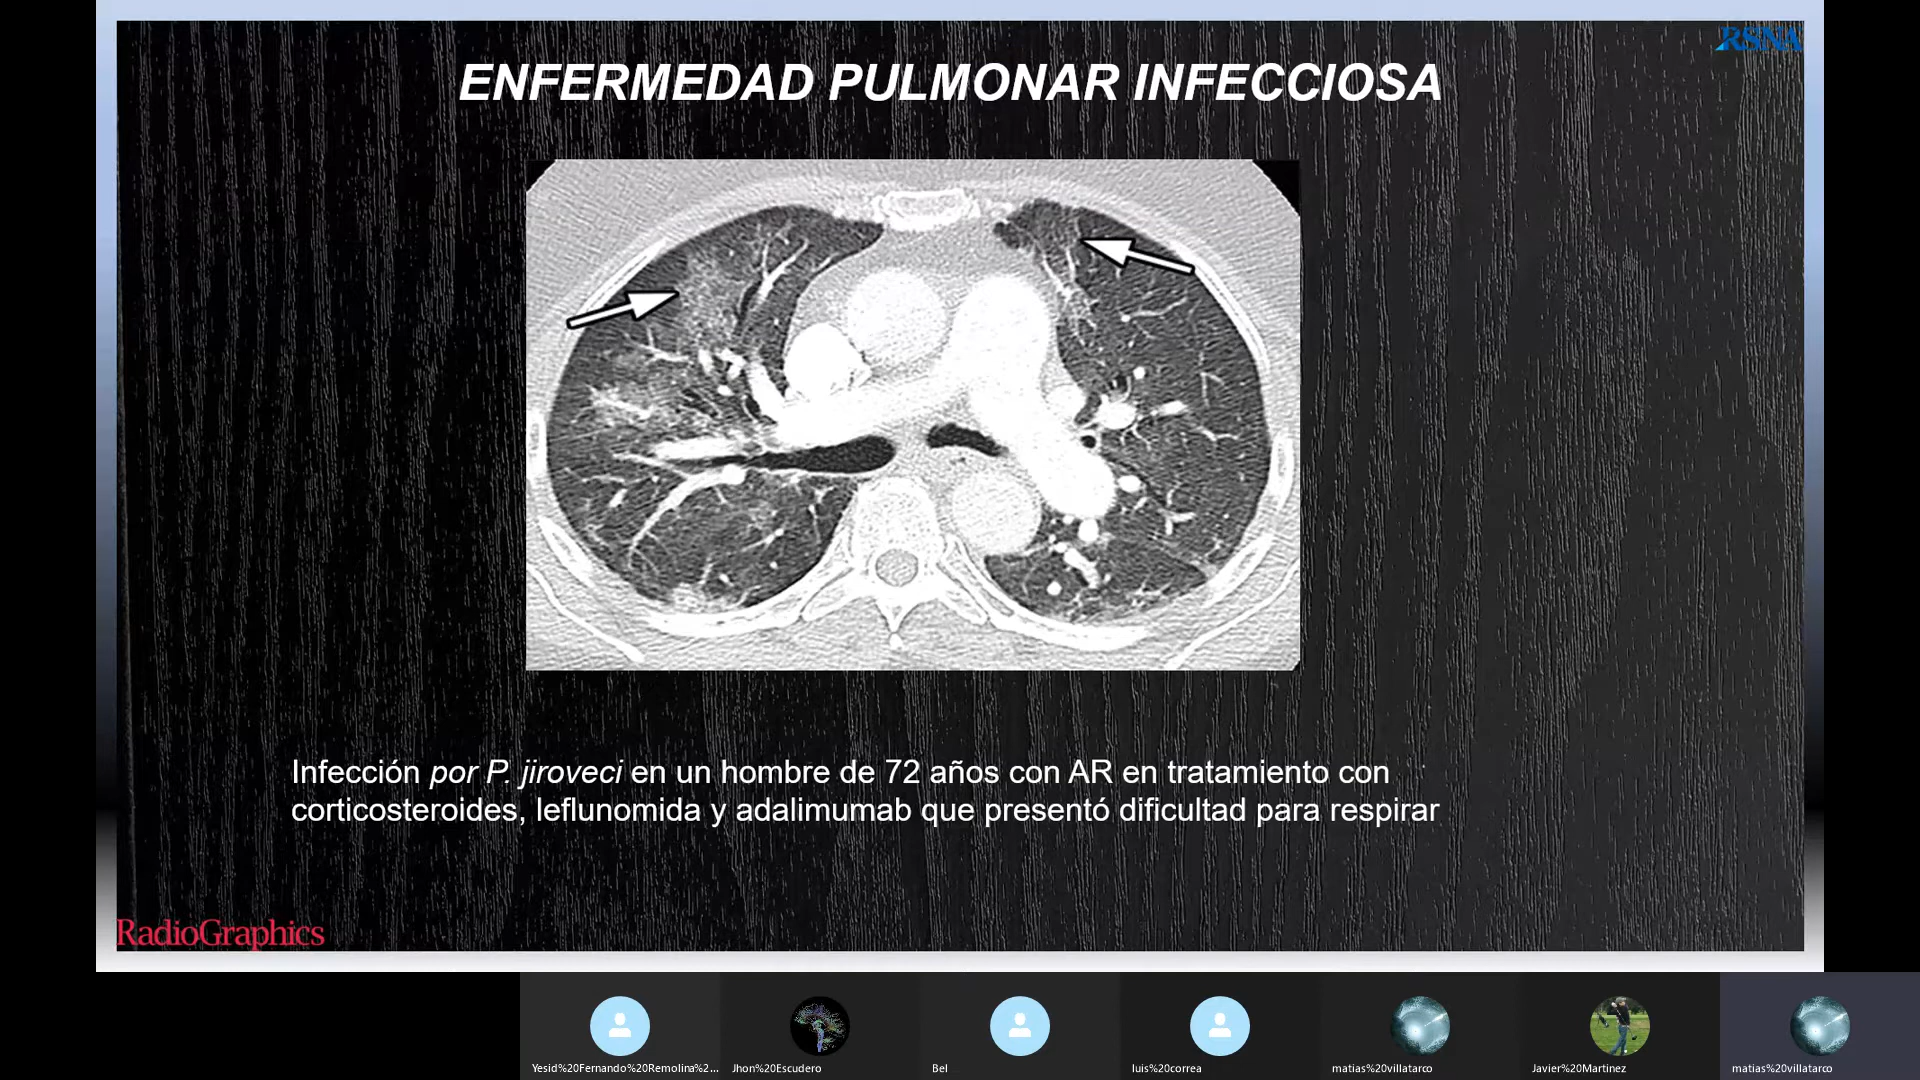 RSNA
ENFERMEDAD PULMONAR INFECCIOSA
Infección por P. jiroveci en un hombre de 72 años con AR en tratamiento con
corticosteroides, leflunomida y adalimumab que presentó dificultad para respirar
RadioGraphics
Yesid%20Fernando%20Remolina%2...
Jhon%20Escudero
Bel
luis%20correa
matias%20villatarco
Javier%20Martinez
matias%20villatarco